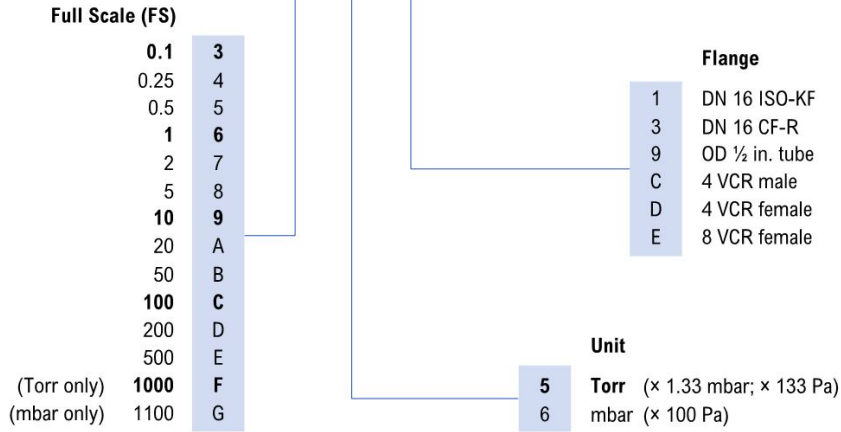 Full Scale (FS)
0.1 3
0.25 4
0.5 5
1 6
2 7
5 8
10 9
20 A
50 B
100 C
200 D
500 E
(Torr only) 1000 F
(mbar only) 1100 G
Flange
1 DN 16 ISO-KF
3 DN 16 CF-R
9 OD ½ in. tube
C 4 VCR male
D 4 VCR female
E 8 VCR female
Unit
5 Torr (× 1.33 mbar; × 133 Pa)
6 mbar (× 100 Pa)